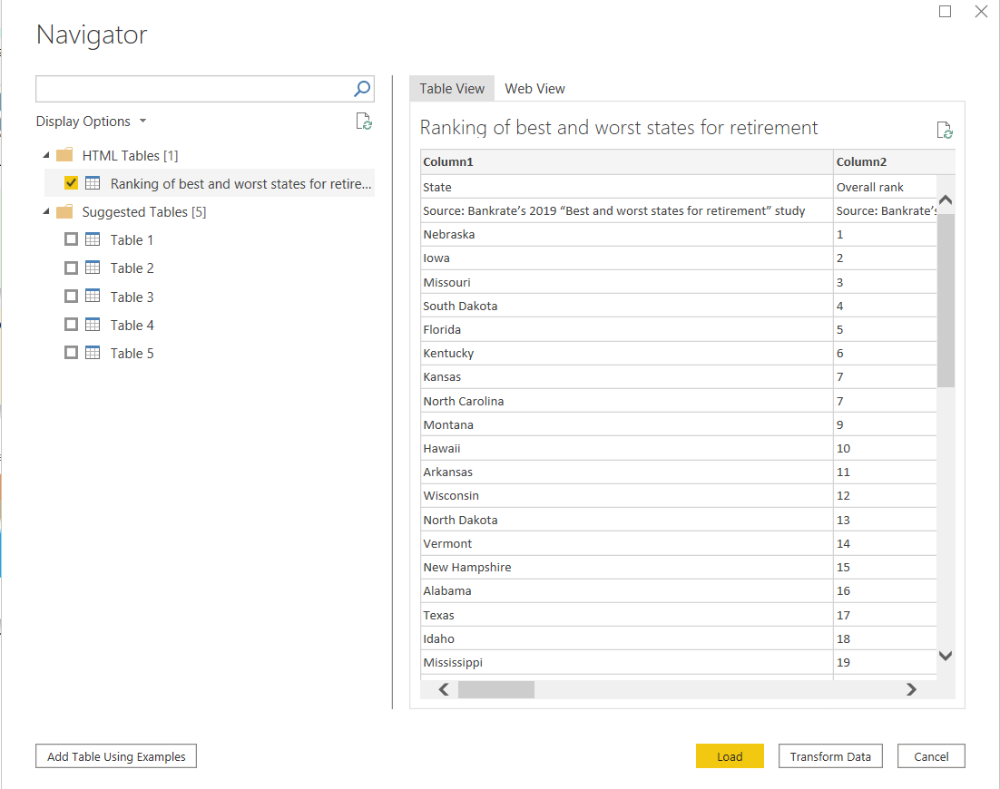 Navigator
Display Options
HTML Tables [1]
Ranking of best and worst states for retire...
Suggested Tables [5]
Table 1
Table 2
Table 3
Table 4
Table 5
Table View Web View
Ranking of best and worst states for retirement
Column1 Column2
State Overall rank
Source: Bankrate’s 2019 “Best and worst states for retirement” study Source: Bankrate’s
Nebraska 1
Iowa 2
Missouri 3
South Dakota 4
Florida 5
Kentucky 6
Kansas 7
North Carolina 7
Montana 9
Hawaii 10
Arkansas 11
Wisconsin 12
North Dakota 13
Vermont 14
New Hampshire 15
Alabama 16
Texas 17
Idaho 18
Mississippi 19
Add Table Using Examples Load Transform Data Cancel